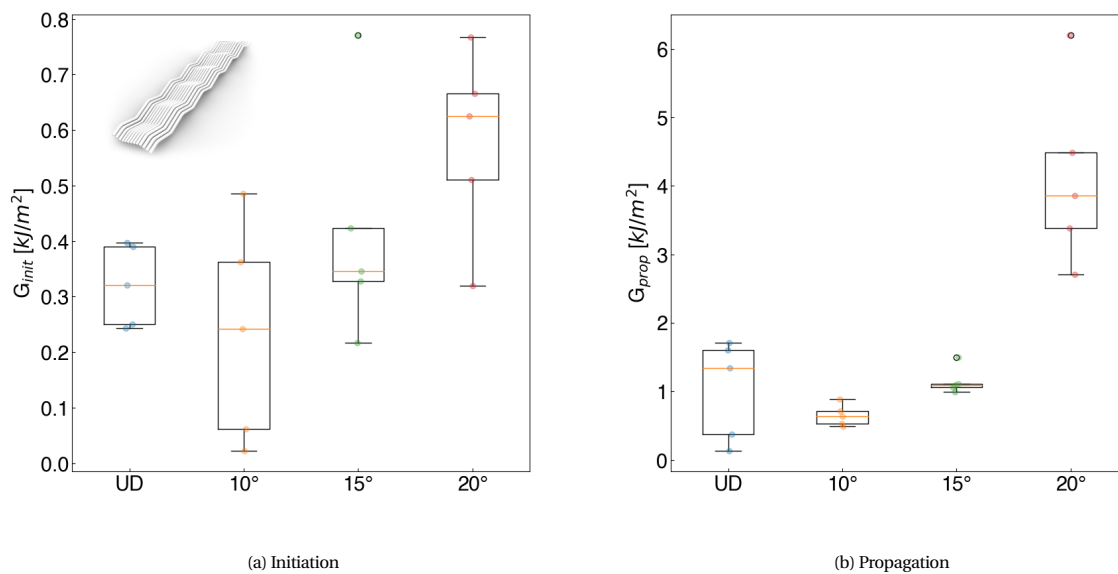 0.8
0.7
0.6
0.5
0.4
0.3
0.2
0.1
0.0
G_init [kJ/m^2]
UD 10° 15° 20°
(a) Initiation
6
5
4
3
2
1
0
G_prop [kJ/m^2]
UD 10° 15° 20°
(b) Propagation